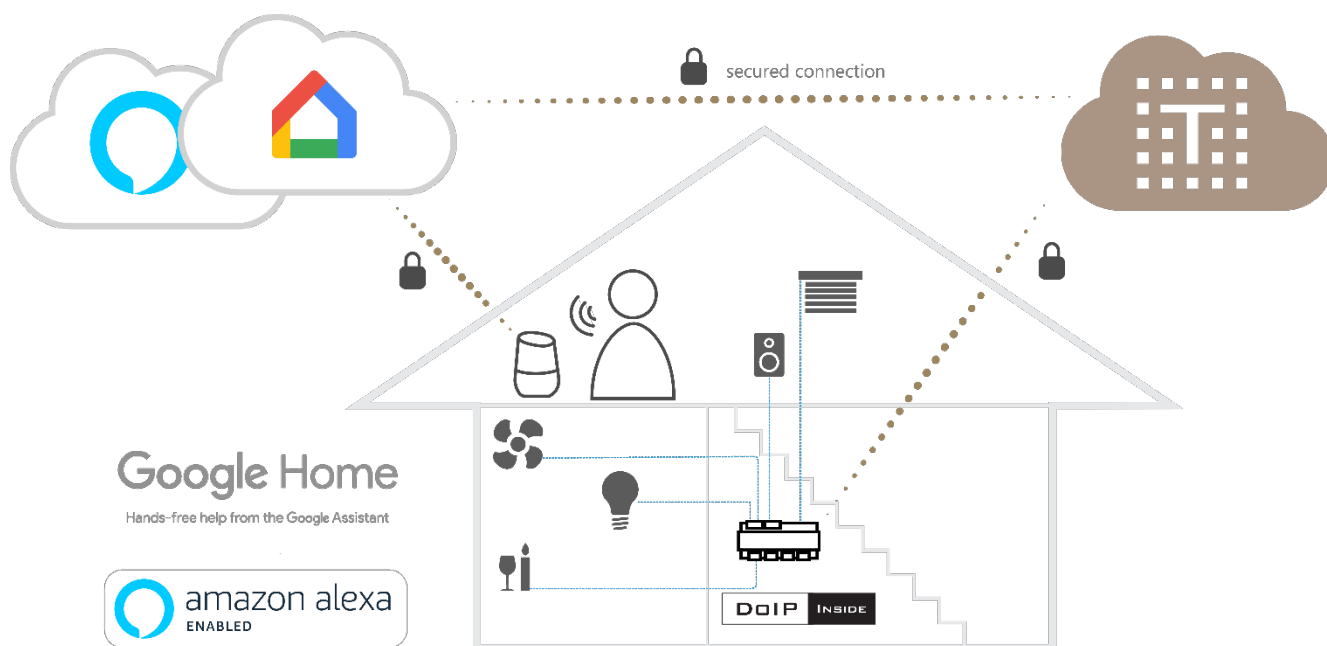 secured connection
T
Google Home
Hands-free help from the Google Assistant
amazon alexa
ENABLED
DoIP INSIDE